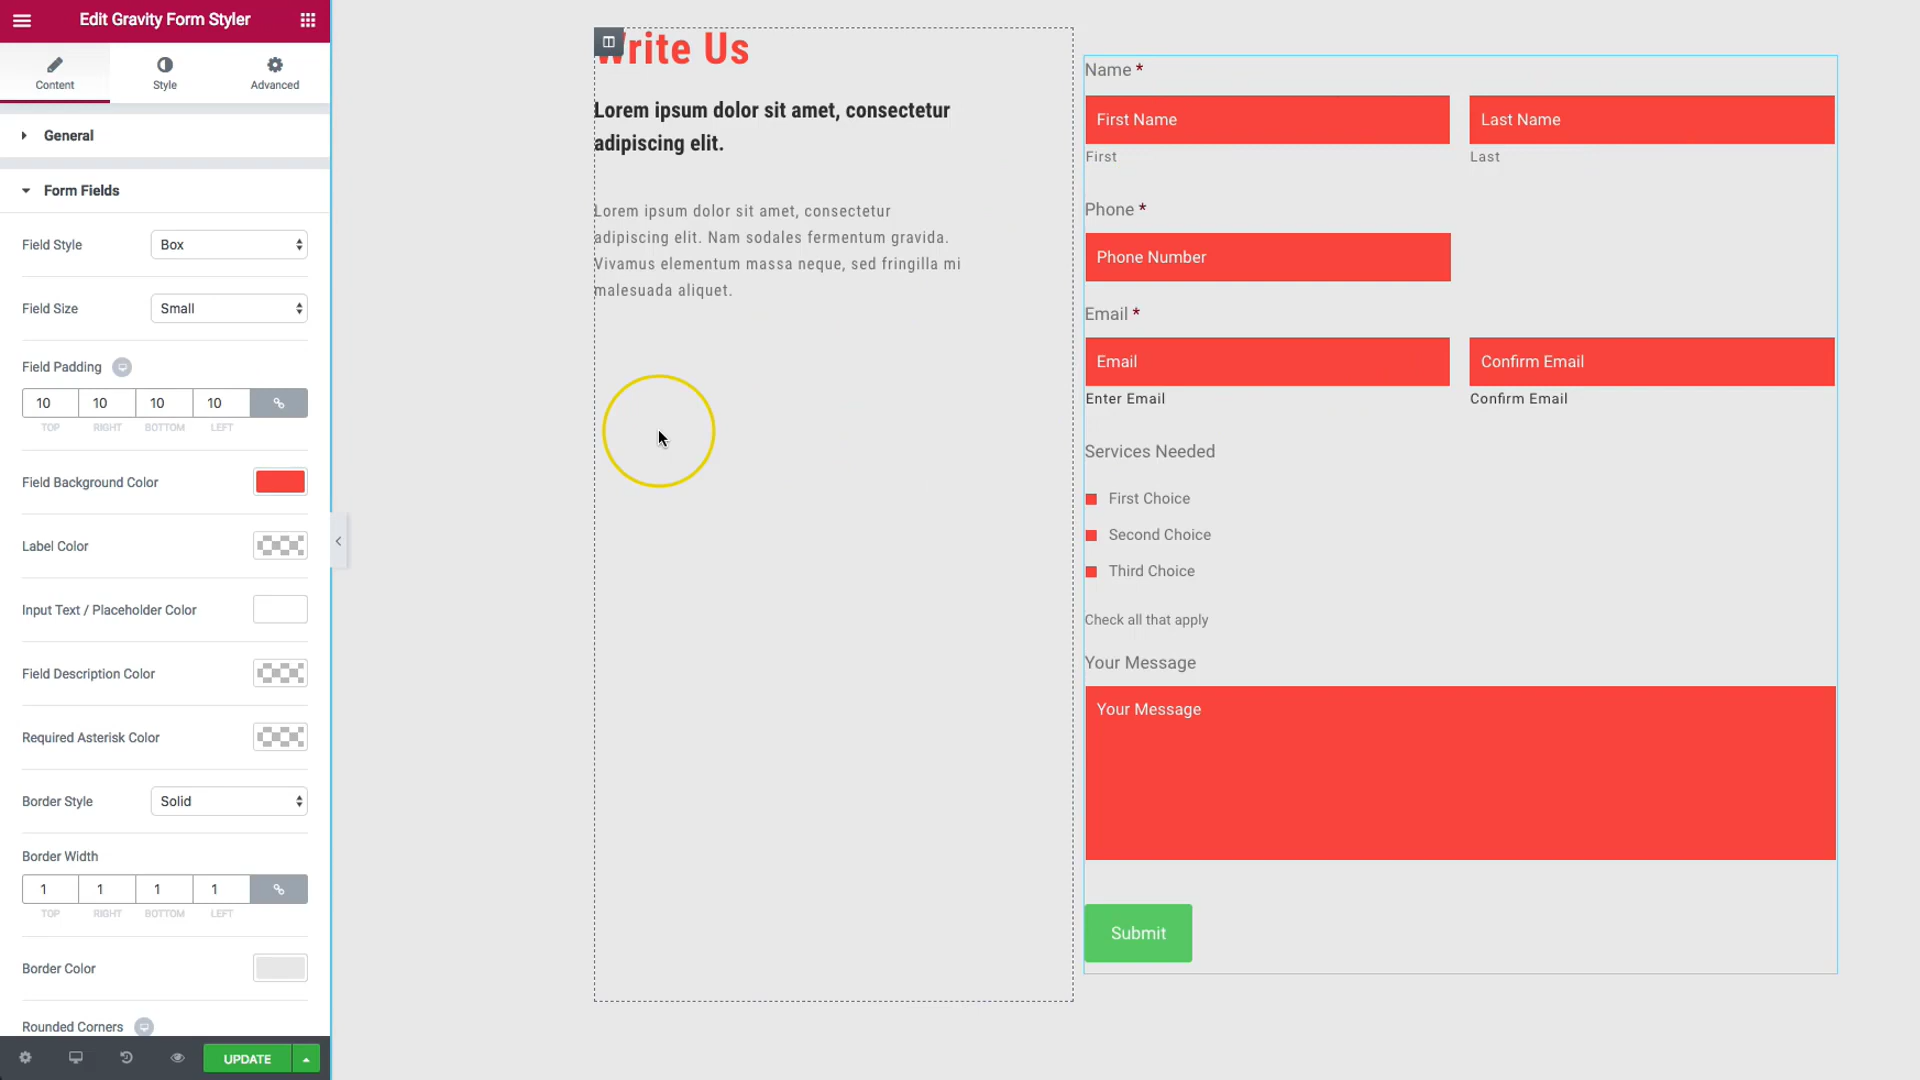 Edit Gravity Form Styler
Content
Style
Advanced
General
Form Fields
Field Style
Box
Field Size
Small
Field Padding
10
10
10
10
TOP
RIGHT
BOTTOM
LEFT
Field Background Color
Label Color
Input Text / Placeholder Color
Field Description Color
Required Asterisk Color
Border Style
Solid
Border Width
1
1
1
1
TOP
RIGHT
BOTTOM
LEFT
Border Color
Rounded Corners
UPDATE
Write Us
Lorem ipsum dolor sit amet, consectetur
adipiscing elit.
Lorem ipsum dolor sit amet, consectetur
adipiscing elit. Nam sodales fermentum gravida.
Vivamus elementum massa neque, sed fringilla mi
malesuada aliquet.
Name *
First Name
Last Name
First
Last
Phone *
Phone Number
Email *
Email
Confirm Email
Enter Email
Confirm Email
Services Needed
First Choice
Second Choice
Third Choice
Check all that apply
Your Message
Your Message
Submit